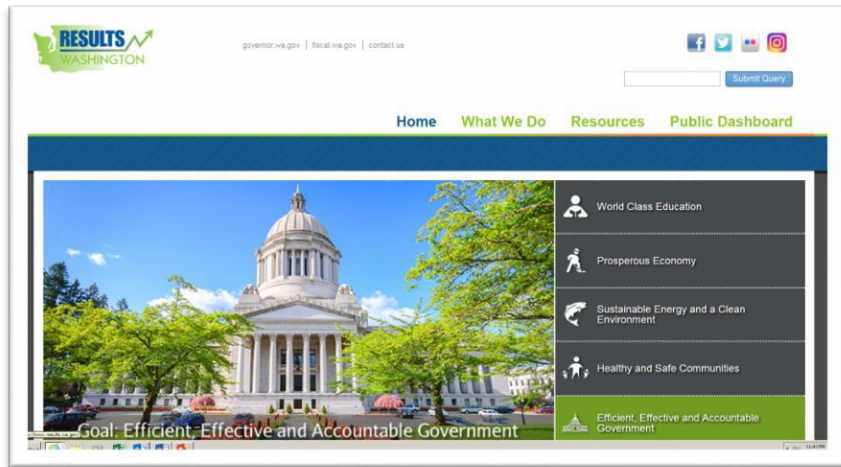 RESULTS
WASHINGTON
governor.wa.gov | fiscal.wa.gov | contact us
Submit Query
Home What We Do Resources Public Dashboard
World Class Education
Prosperous Economy
Sustainable Energy and a Clean
Environment
Healthy and Safe Communities
Efficient, Effective and Accountable
Government
Goal: Efficient, Effective and Accountable Government